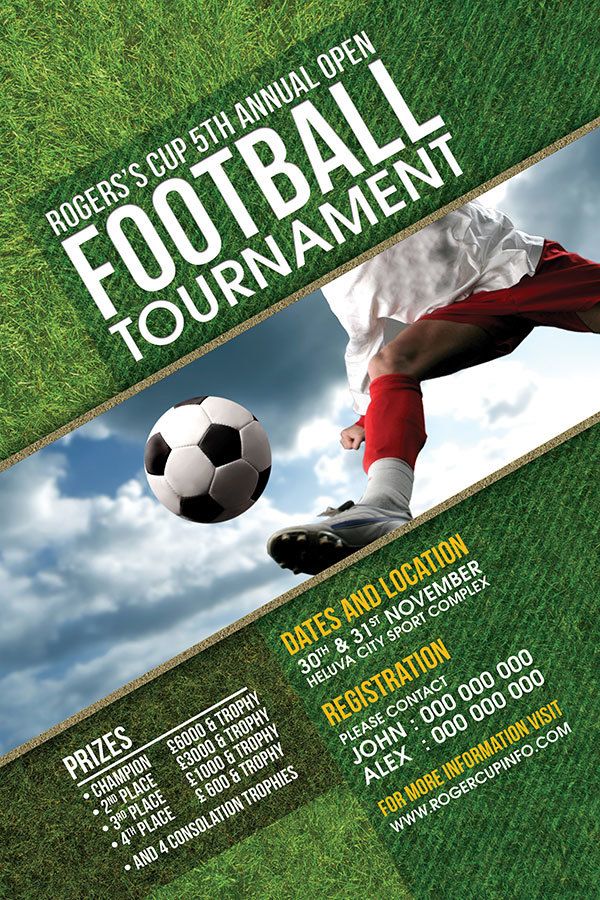 ROGERS'S CUP 5TH ANNUAL OPEN
FOOTBALL
TOURNAMENT
DATES AND LOCATION
30TH & 31ST NOVEMBER
HELUVA CITY SPORT COMPLEX
REGISTRATION
PLEASE CONTACT
JOHN : 000 000 000
ALEX : 000 000 000
FOR MORE INFORMATION VISIT
WWW.ROGERCUPINFO.COM
PRIZES
• CHAMPION £6000 & TROPHY
• 2ND PLACE £3000 & TROPHY
• 3RD PLACE £1000 & TROPHY
• 4TH PLACE £ 600 & TROPHY
• AND 4 CONSOLATION TROPHIES